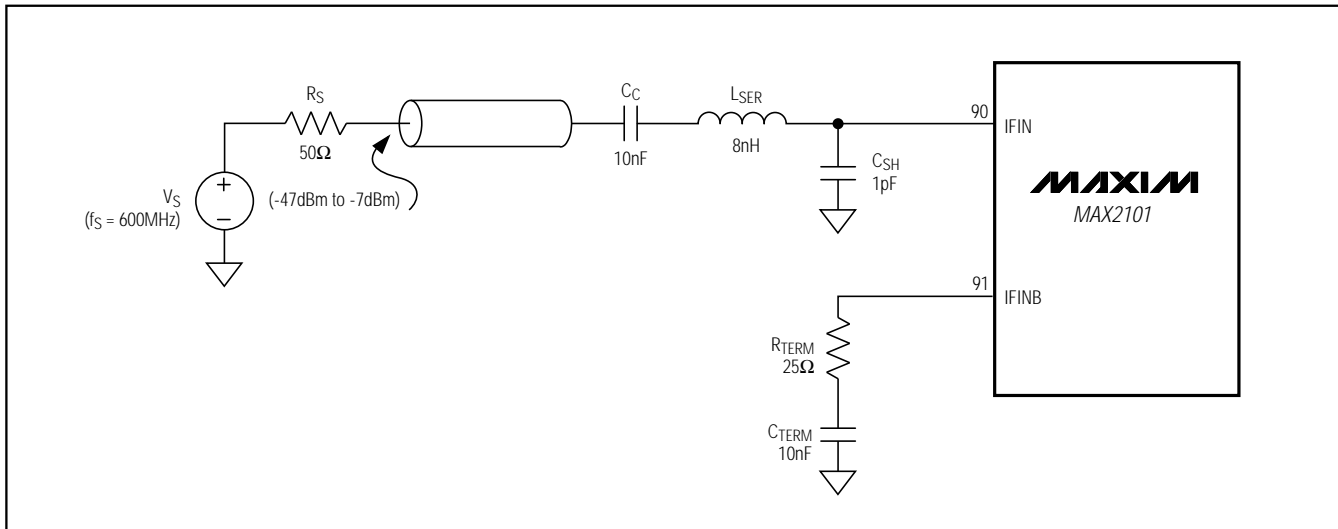 RS
50Ω
VS
(fS = 600MHz)
+
–
(-47dBm to -7dBm)
CC
10nF
LSER
8nH
CSH
1pF
90
IFIN
MAXIM
MAX2101
91
IFINB
RTERM
25Ω
CTERM
10nF